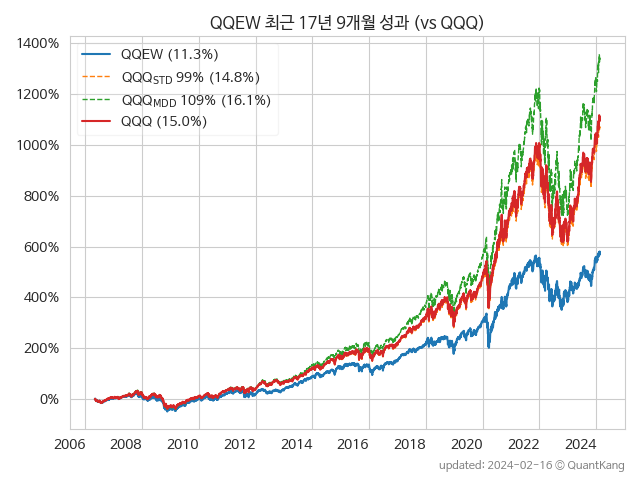 QQEW 최근 17년 9개월 성과 (vs QQQ)
1400%
1200%
1000%
800%
600%
400%
200%
0%
QQEW (11.3%)
QQQSTD 99% (14.8%)
QQQMDD 109% (16.1%)
QQQ (15.0%)
2006 2008 2010 2012 2014 2016 2018 2020 2022 2024
updated: 2024-02-16 © QuantKang